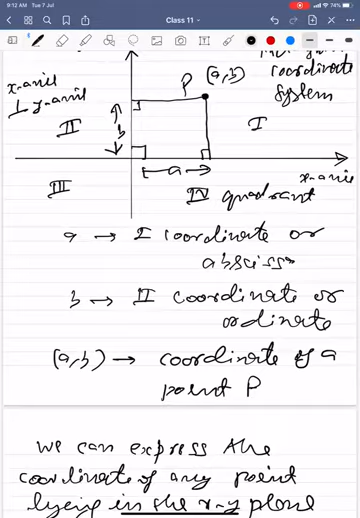 9:12 AM Tue 7 Jul
74%
Class 11
x-axis
⊥ y-axis
P (a,b)
coordinate
system
II
b
I
a
x-axis
III
IV quadrant
a → I coordinate or
abscissa
b → II coordinate or
ordinate
(a,b) → coordinate of a
point P
we can express the
coordinate of any point
lying in the x-y plane